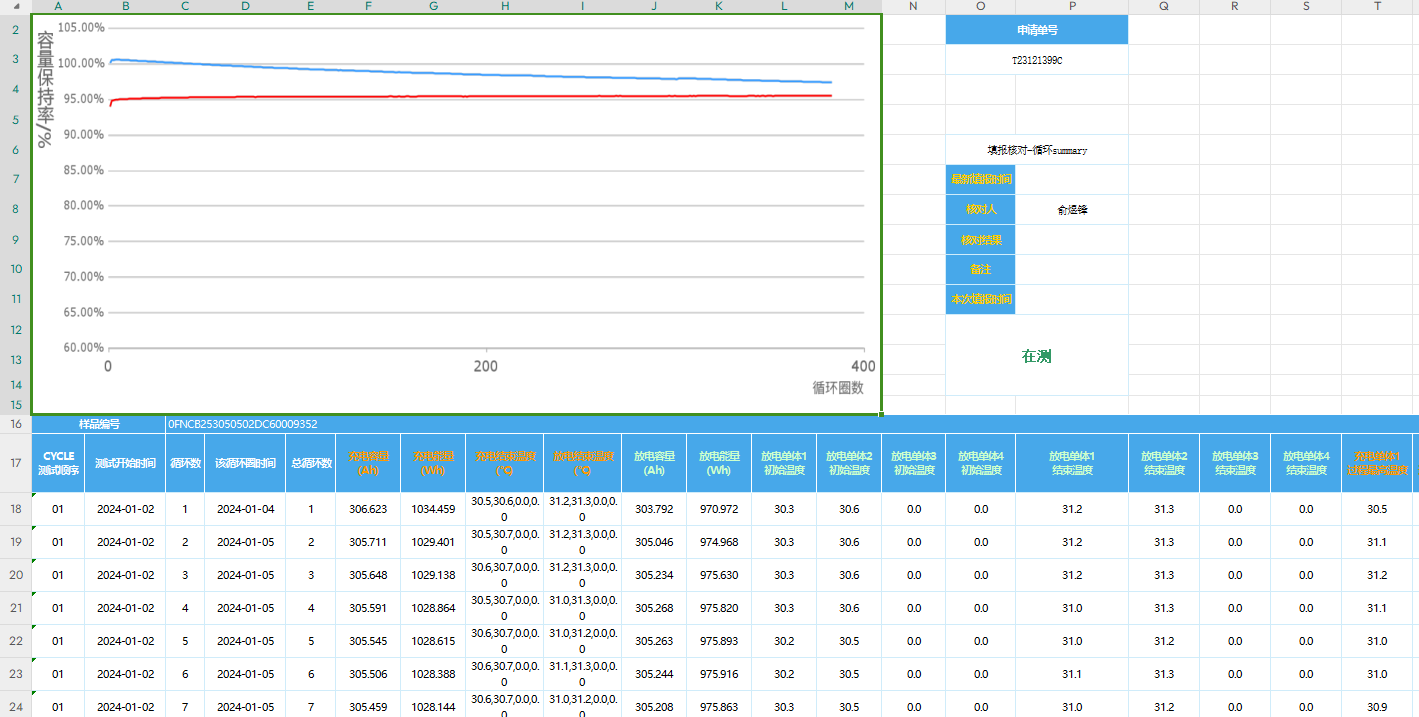 A B C D E F G H I J K L M N O P Q R S T
2 申请单号
3 T23121399C
4
5
6 填报核对-循环summary
7 最新填报时间
8 核对人 俞煜锋
9 核对结果
10 备注
11 本次填报时间
12
13 在测
14
15
容量保持率/%
105.00%
100.00%
95.00%
90.00%
85.00%
80.00%
75.00%
70.00%
65.00%
60.00%
0 200 400
循环圈数
16 样品编号 0FNCB253050502DC60009352
17 CYCLE 测试顺序 测试开始时间 循环数 该循环圈时间 总循环数 充电容量 (Ah) 充电能量 (Wh) 充电结束温度 (℃) 放电结束温度 (℃) 放电容量 (Ah) 放电能量 (Wh) 放电单体1 初始温度 放电单体2 初始温度 放电单体3 初始温度 放电单体4 初始温度 放电单体1 结束温度 放电单体2 结束温度 放电单体3 结束温度 放电单体4 结束温度 充电单体1 过程最高温度
18 01 2024-01-02 1 2024-01-04 1 306.623 1034.459 30.5,30.6,0.0,0.0 31.2,31.3,0.0,0.0 303.792 970.972 30.3 30.6 0.0 0.0 31.2 31.3 0.0 0.0 30.5
19 01 2024-01-02 2 2024-01-05 2 305.711 1029.401 30.5,30.7,0.0,0.0 31.2,31.3,0.0,0.0 305.046 974.968 30.3 30.6 0.0 0.0 31.2 31.3 0.0 0.0 31.1
20 01 2024-01-02 3 2024-01-05 3 305.648 1029.138 30.6,30.7,0.0,0.0 31.2,31.3,0.0,0.0 305.234 975.630 30.3 30.6 0.0 0.0 31.2 31.3 0.0 0.0 31.2
21 01 2024-01-02 4 2024-01-05 4 305.591 1028.864 30.5,30.7,0.0,0.0 31.0,31.3,0.0,0.0 305.268 975.820 30.3 30.6 0.0 0.0 31.0 31.3 0.0 0.0 31.1
22 01 2024-01-02 5 2024-01-05 5 305.545 1028.615 30.6,30.7,0.0,0.0 31.0,31.2,0.0,0.0 305.263 975.893 30.2 30.5 0.0 0.0 31.0 31.2 0.0 0.0 31.0
23 01 2024-01-02 6 2024-01-05 6 305.506 1028.388 30.6,30.7,0.0,0.0 31.1,31.3,0.0,0.0 305.244 975.916 30.2 30.5 0.0 0.0 31.1 31.3 0.0 0.0 31.0
24 01 2024-01-02 7 2024-01-05 7 305.459 1028.144 30.6,30.7,0.0,0.0 31.0,31.2,0.0,0.0 305.208 975.863 30.3 30.5 0.0 0.0 31.0 31.2 0.0 0.0 30.9